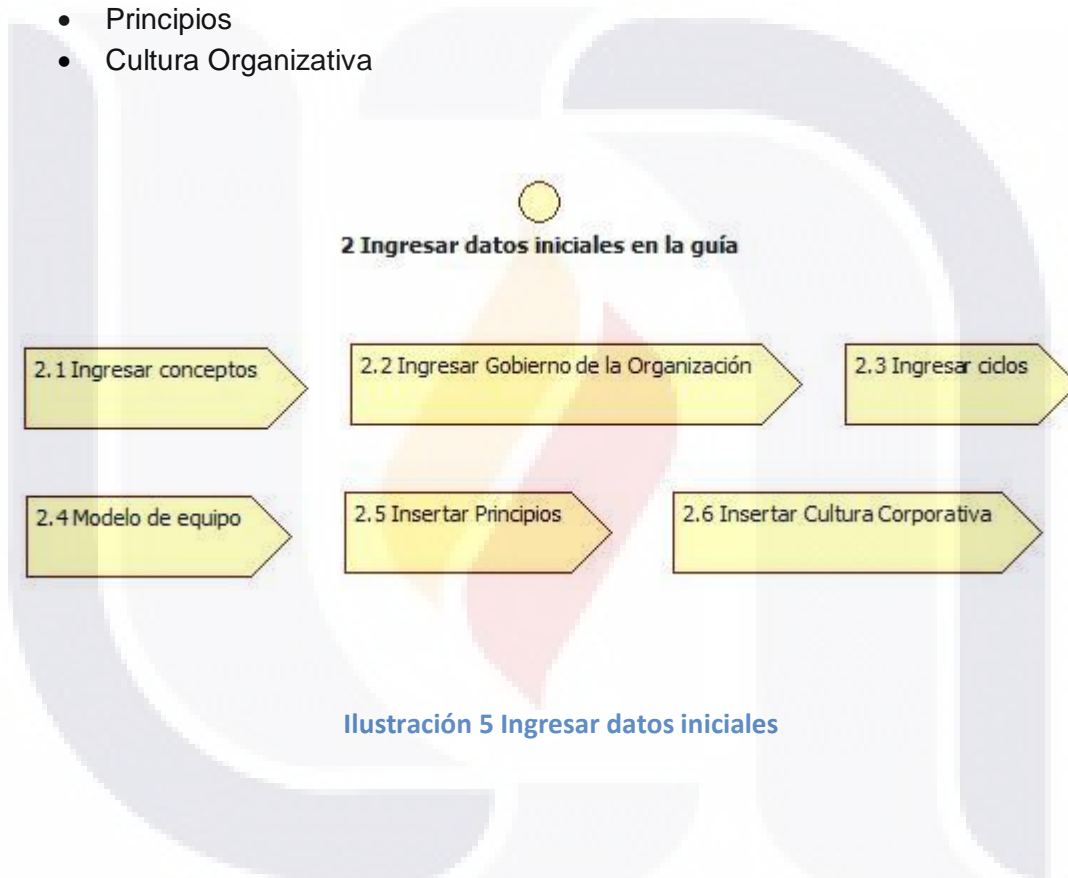 • Principios
• Cultura Organizativa
2 Ingresar datos iniciales en la guía
2.1 Ingresar conceptos
2.2 Ingresar Gobierno de la Organización
2.3 Ingresar ciclos
2.4 Modelo de equipo
2.5 Insertar Principios
2.6 Insertar Cultura Corporativa
Ilustración 5 Ingresar datos iniciales